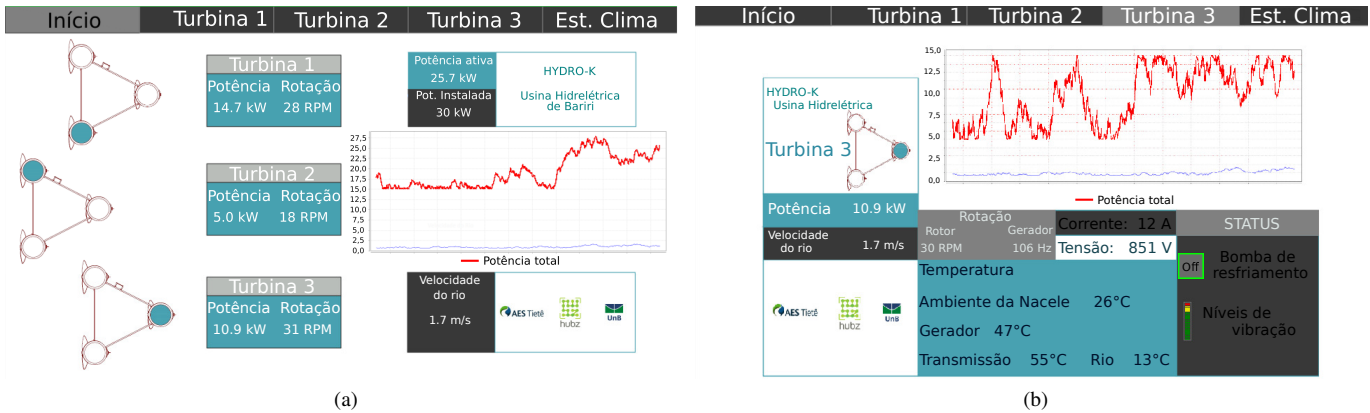 Início Turbina 1 Turbina 2 Turbina 3 Est. Clima
Turbina 1
Potência Rotação
14.7 kW 28 RPM
Turbina 2
Potência Rotação
5.0 kW 18 RPM
Turbina 3
Potência Rotação
10.9 kW 31 RPM
Potência ativa
25.7 kW
Pot. Instalada
30 kW
HYDRO-K
Usina Hidrelétrica
de Bariri
27,5
25,0
22,5
20,0
17,5
15,0
12,5
10,0
7,5
5,0
2,5
0,0
Potência total
Velocidade
do rio
1.7 m/s
AES Tietê
hubz
UnB
(a)
Início Turbina 1 Turbina 2 Turbina 3 Est. Clima
HYDRO-K
Usina Hidrelétrica
Turbina 3
Potência 10.9 kW
Velocidade
do rio
1.7 m/s
AES Tietê
hubz
UnB
15,0
12,5
10,0
7,5
5,0
2,5
0,0
Potência total
Rotação
Rotor Gerador
30 RPM 106 Hz
Corrente: 12 A
Tensão: 851 V
Temperatura
Ambiente da Nacele 26°C
Gerador 47°C
Transmissão 55°C Rio 13°C
STATUS
Off
Bomba de
resfriamento
Níveis de
vibração
(b)